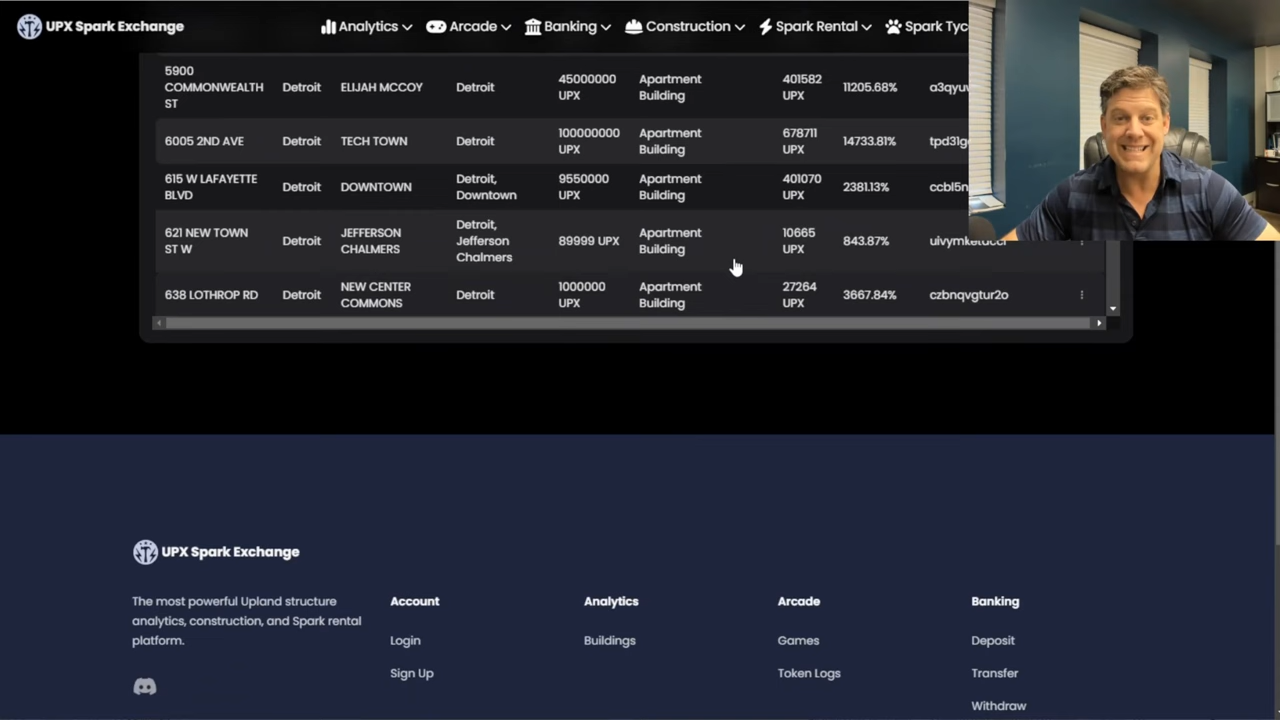 UPX Spark Exchange
Analytics
Arcade
Banking
Construction
Spark Rental
Spark
5900
COMMONWEALTH
ST
Detroit
ELIJAH MCCOY
Detroit
45000000
UPX
Apartment
Building
401582
UPX
11205.68%
6005 2ND AVE
Detroit
TECH TOWN
Detroit
100000000
UPX
Apartment
Building
678711
UPX
14733.81%
615 W LAFAYETTE
BLVD
Detroit
DOWNTOWN
Detroit,
Downtown
9550000
UPX
Apartment
Building
401070
UPX
2381.13%
621 NEW TOWN
ST W
Detroit
JEFFERSON
CHALMERS
Detroit,
Jefferson
Chalmers
89999 UPX
Apartment
Building
10665
UPX
843.87%
638 LOTHROP RD
Detroit
NEW CENTER
COMMONS
Detroit
1000000
UPX
Apartment
Building
27264
UPX
3667.84%
czbnqvgtur2o
UPX Spark Exchange
The most powerful Upland structure
analytics, construction, and Spark rental
platform.
Account
Login
Sign Up
Analytics
Buildings
Arcade
Games
Token Logs
Banking
Deposit
Transfer
Withdraw